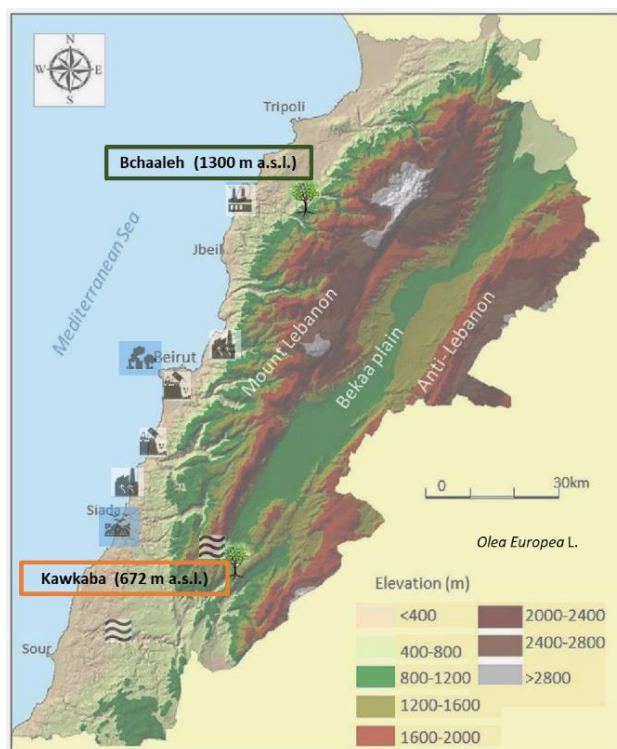 N
W
E
S
Tripoli
Bchaaleh (1300 m a.s.l.)
Jbeil
Mediterranean Sea
Beirut
Mount Lebanon
Bekaa plain
Anti-Lebanon
Siada
0 30km
Olea Europea L.
Kawkaba (672 m a.s.l.)
Sour
Elevation (m)
<400
400-800
800-1200
1200-1600
1600-2000
2000-2400
2400-2800
>2800